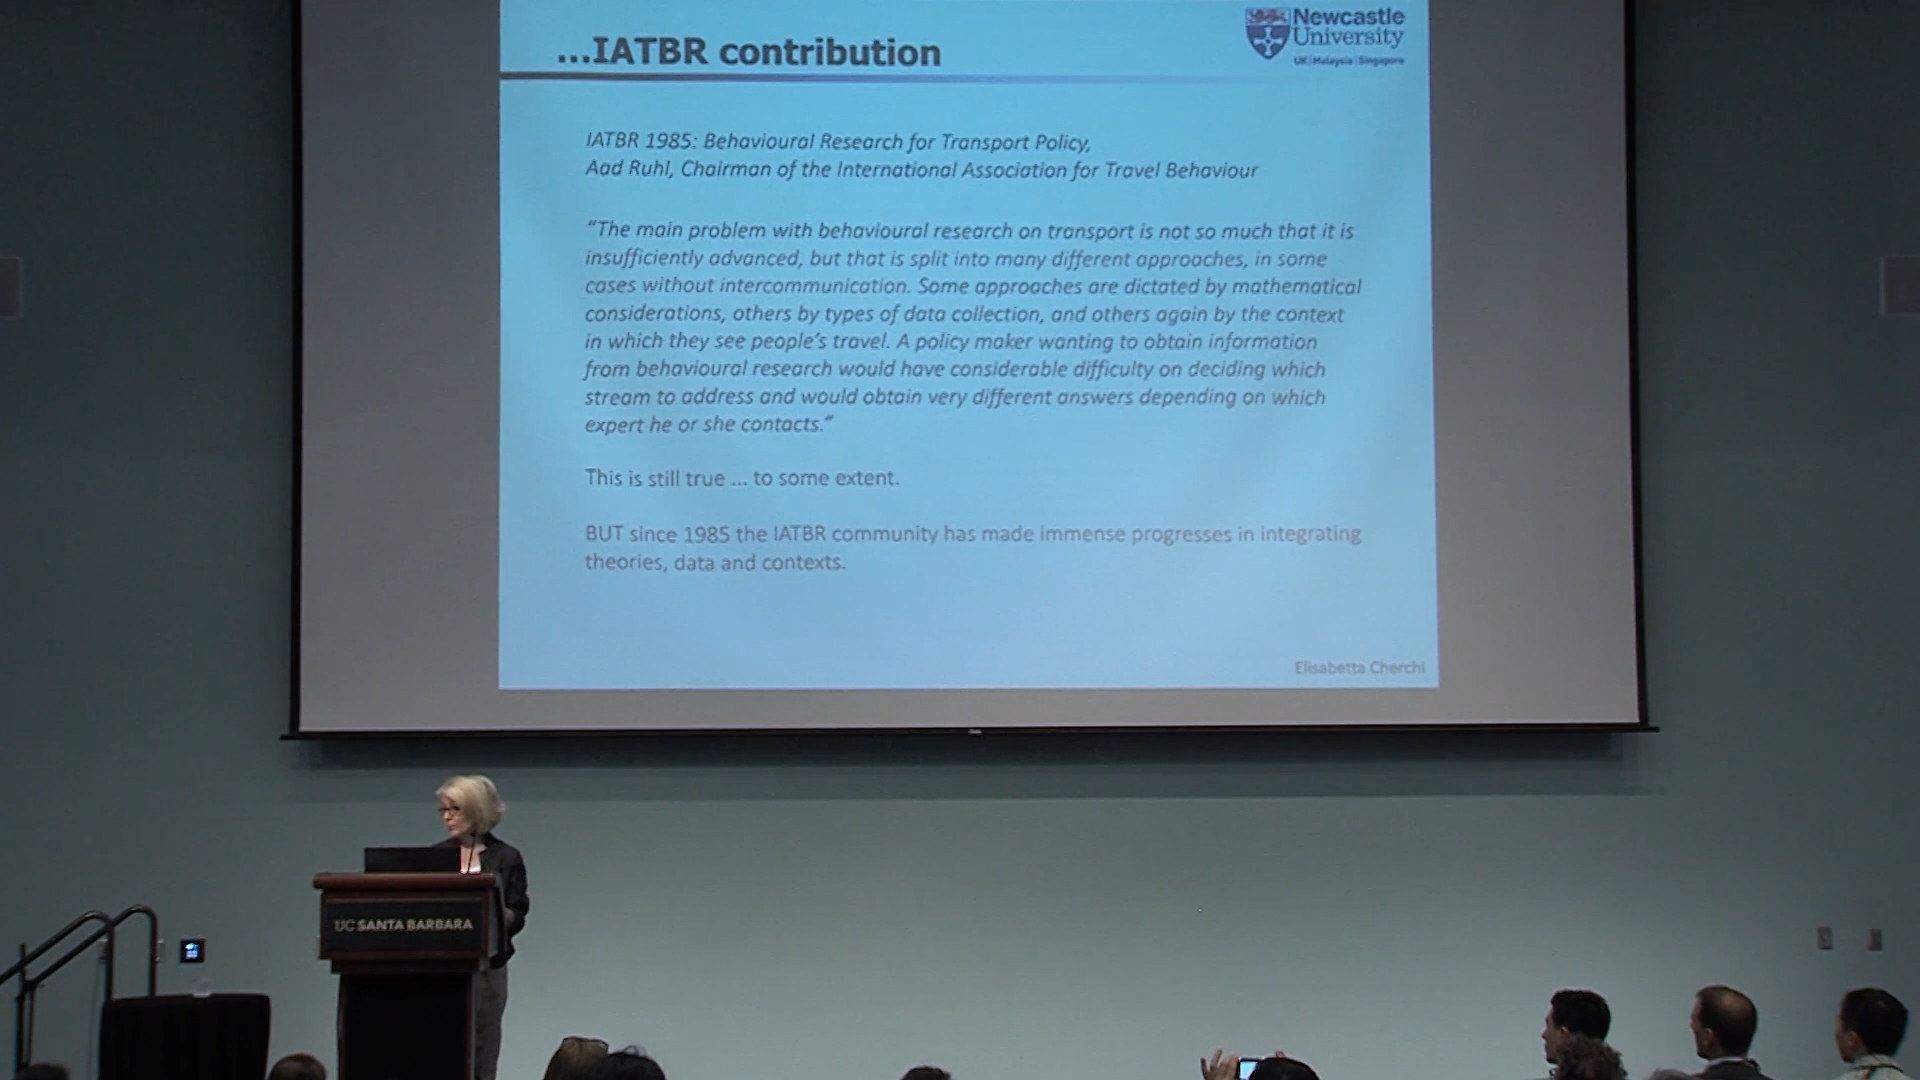 ...IATBR contribution
Newcastle
University
UK | Malaysia | Singapore
IATBR 1985: Behavioural Research for Transport Policy,
Aad Ruhl, Chairman of the International Association for Travel Behaviour
“The main problem with behavioural research on transport is not so much that it is
insufficiently advanced, but that is split into many different approaches, in some
cases without intercommunication. Some approaches are dictated by mathematical
considerations, others by types of data collection, and others again by the context
in which they see people’s travel. A policy maker wanting to obtain information
from behavioural research would have considerable difficulty on deciding which
stream to address and would obtain very different answers depending on which
expert he or she contacts.”
This is still true ... to some extent.
BUT since 1985 the IATBR community has made immense progresses in integrating
theories, data and contexts.
Elisabetta Cherchi
UC SANTA BARBARA